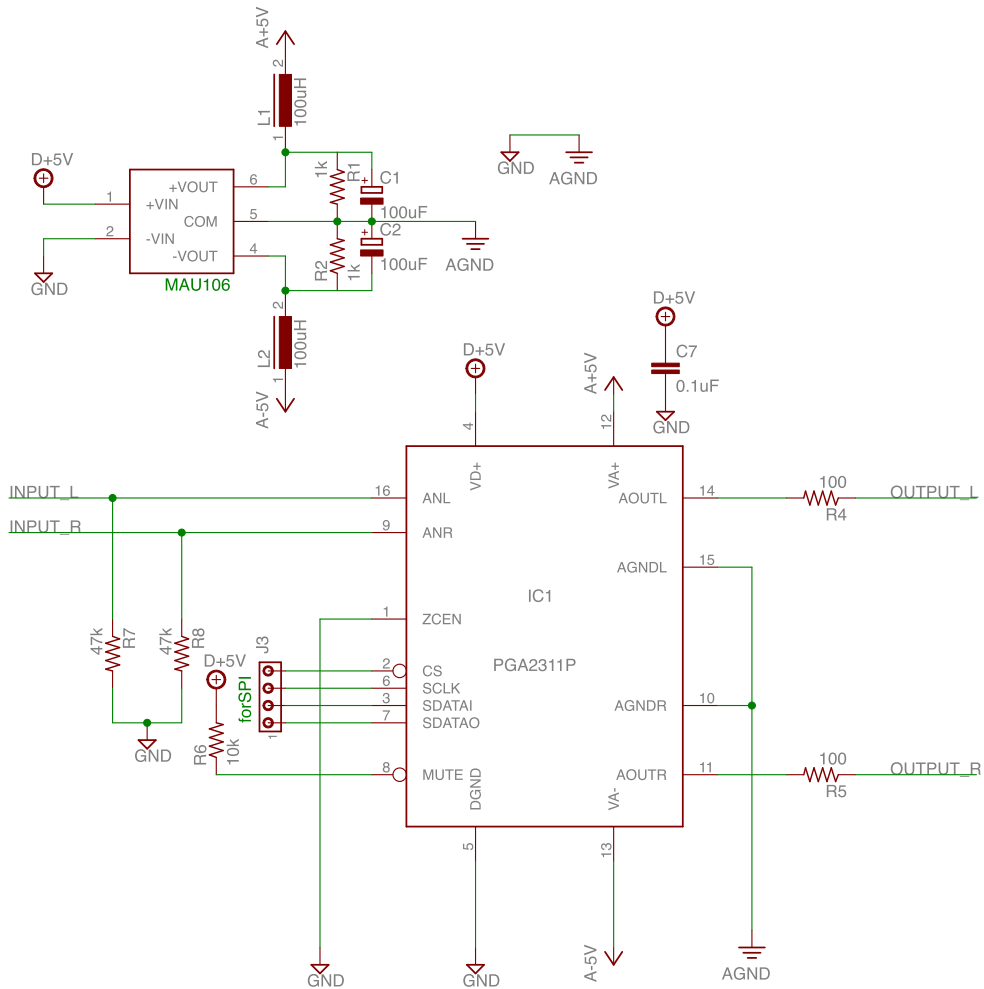 A+5V
2
100uH
L1
1
D+5V
1
+VIN
+VOUT
6
1k
R1
+
C1
100uF
COM
5
2
-VIN
-VOUT
4
R2
1k
+
C2
100uF
AGND
GND
MAU106
GND
AGND
2
100uH
L2
1
A-5V
D+5V
C7
0.1uF
GND
D+5V
4
VD+
A+5V
12
VA+
INPUT_L
16
ANL
AOUTL
14
100
R4
OUTPUT_L
INPUT_R
9
ANR
AGNDL
15
IC1
1
ZCEN
47k
R7
47k
R8
D+5V
J3
forSPI
1
2
CS
6
SCLK
3
SDATAI
7
SDATAO
PGA2311P
AGNDR
10
GND
R6
10k
8
MUTE
DGND
5
VA-
13
AOUTR
11
100
R5
OUTPUT_R
GND
GND
A-5V
AGND